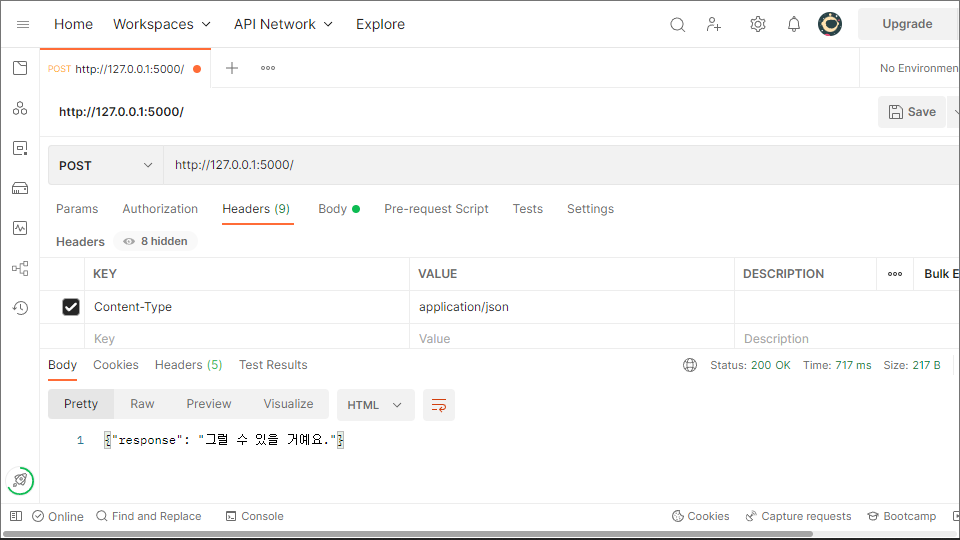 Home Workspaces API Network Explore Upgrade
POST http://127.0.0.1:5000/ No Environmen
http://127.0.0.1:5000/ Save
POST http://127.0.0.1:5000/
Params Authorization Headers (9) Body Pre-request Script Tests Settings
Headers 8 hidden
KEY VALUE DESCRIPTION Bulk E
Content-Type application/json
Key Value Description
Body Cookies Headers (5) Test Results Status: 200 OK Time: 717 ms Size: 217 B
Pretty Raw Preview Visualize HTML
1 {"response": "그럴 수 있을 거예요."}
Online Find and Replace Console Cookies Capture requests Bootcamp